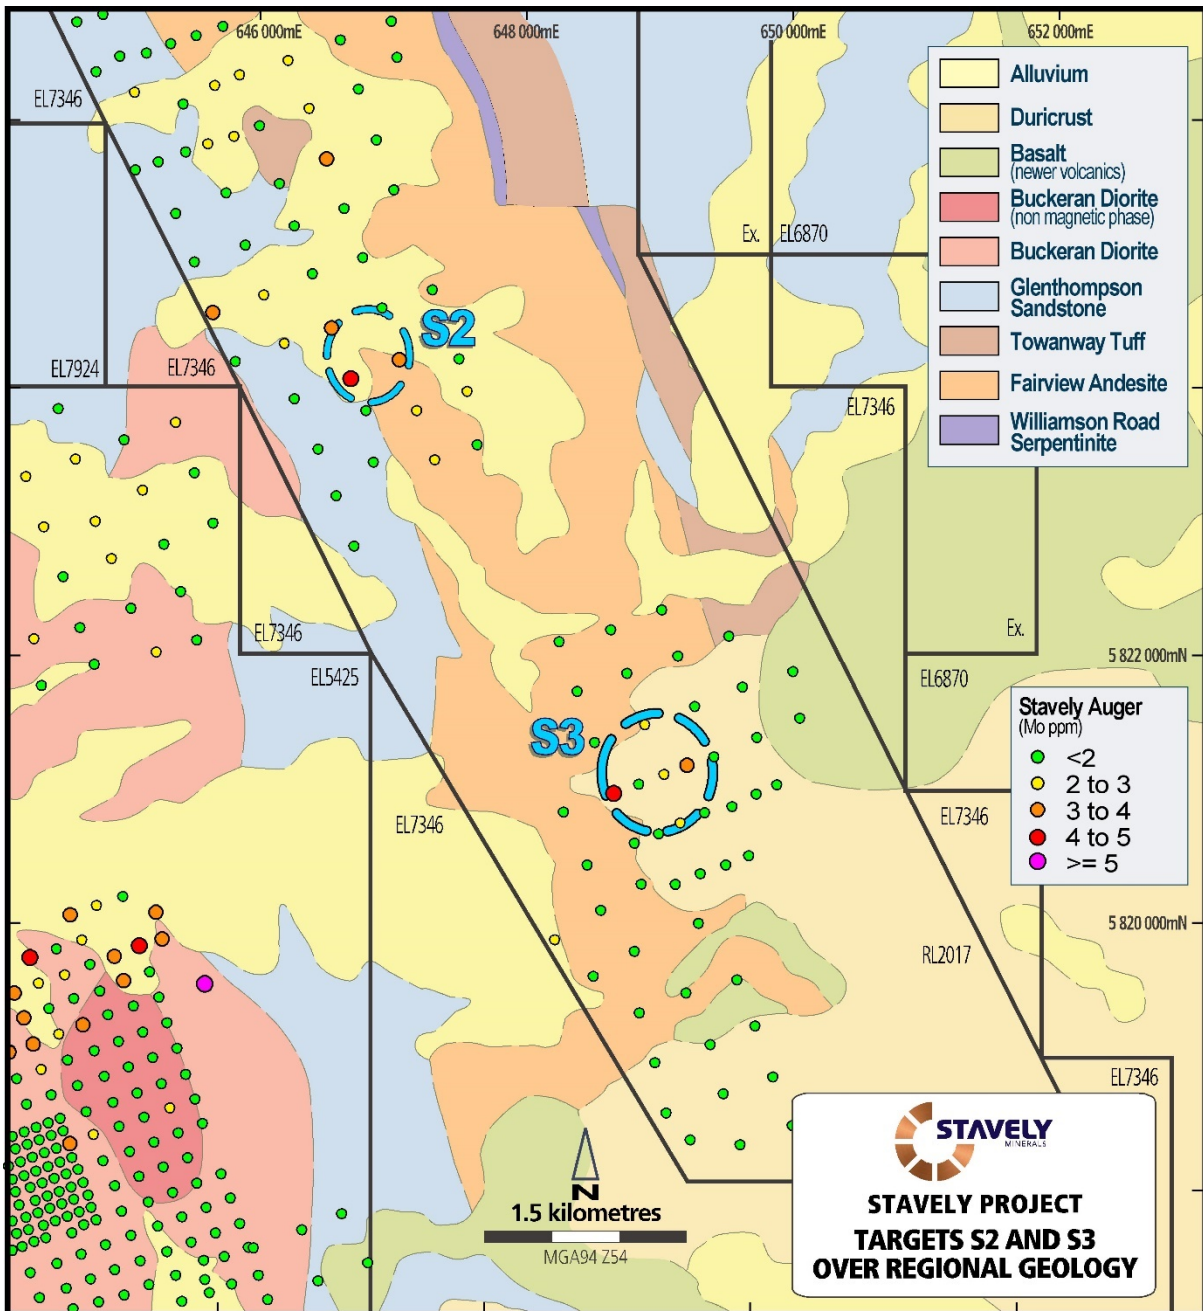 646 000mE
648 000mE
650 000mE
652 000mE
EL7346
Ex.
EL6870
EL7924
EL7346
S2
EL7346
Alluvium
Duricrust
Basalt
(newer volcanics)
Buckeran Diorite
(non magnetic phase)
Buckeran Diorite
Glenthompson
Sandstone
Towanway Tuff
Fairview Andesite
Williamson Road
Serpentinite
EL7346
EL5425
Ex.
5 822 000mN
EL6870
S3
Stavely Auger
(Mo ppm)
<2
2 to 3
3 to 4
4 to 5
>= 5
EL7346
EL7346
5 820 000mN
RL2017
EL7346
N
1.5 kilometres
MGA94 Z54
STAVELY
MINERALS
STAVELY PROJECT
TARGETS S2 AND S3
OVER REGIONAL GEOLOGY